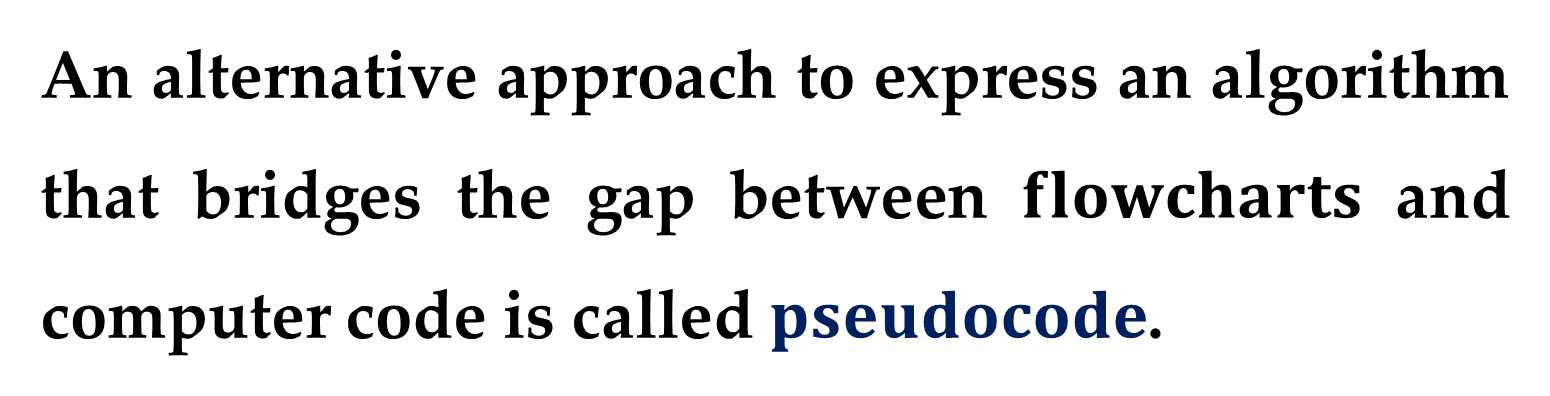 An alternative approach to express an algorithm
that bridges the gap between flowcharts and
computer code is called pseudocode.